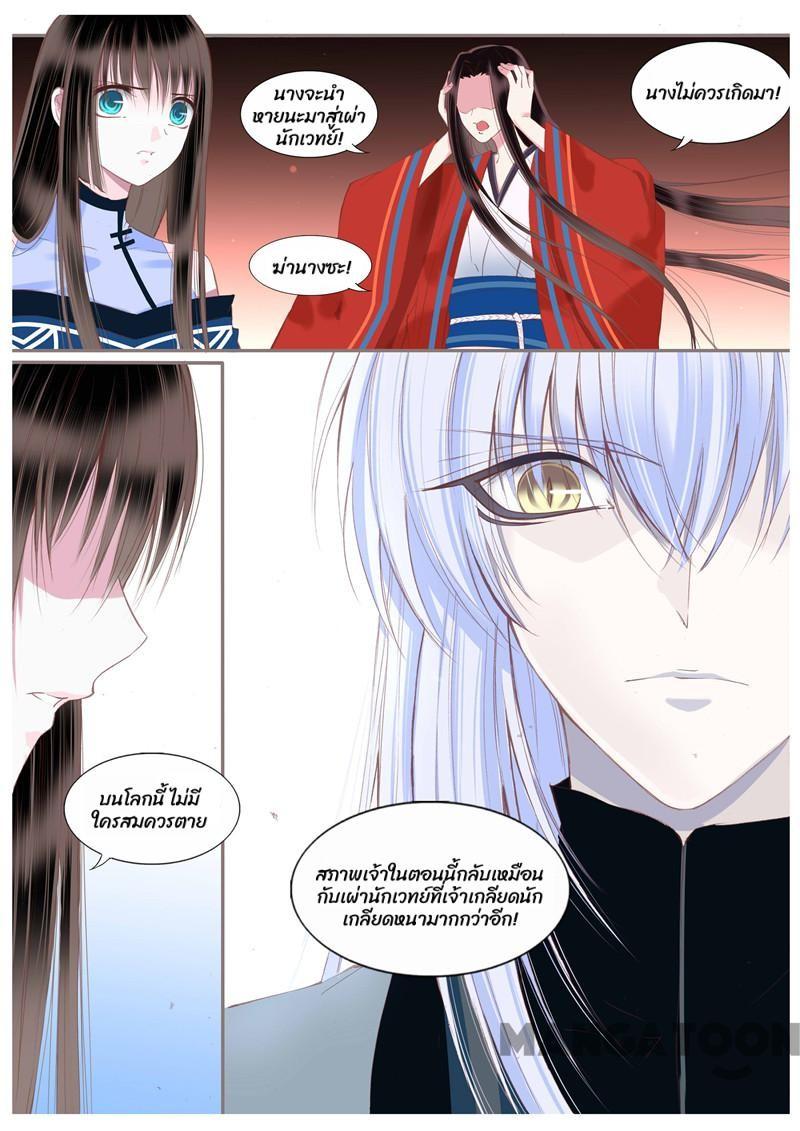 นางจะนำ
หายนะมาสู่เผ่า
นักเวทย์!
นางไม่ควรเกิดมา!
ฆ่านางซะ!
บนโลกนี้ ไม่มี
ใครสมควรตาย
สภาพเจ้าในตอนนี้กลับเหมือน
กับเผ่านักเวทย์ที่เจ้าเกลียดนัก
เกลียดหนามากกว่าอีก!
MANGATOON